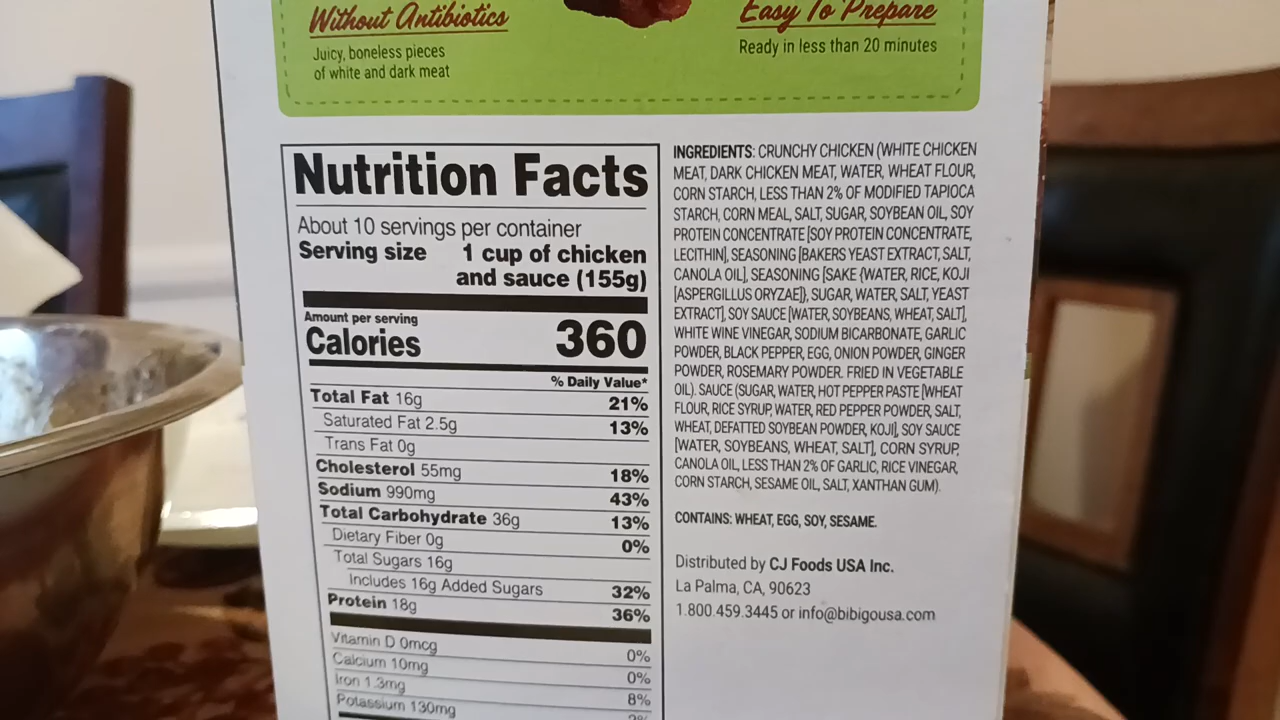 Without Antibiotics
Juicy, boneless pieces
of white and dark meat
Easy To Prepare
Ready in less than 20 minutes
Nutrition Facts
About 10 servings per container
Serving size 1 cup of chicken
and sauce (155g)
Amount per serving
Calories 360
% Daily Value*
Total Fat 16g 21%
Saturated Fat 2.5g 13%
Trans Fat 0g
Cholesterol 55mg 18%
Sodium 990mg 43%
Total Carbohydrate 36g 13%
Dietary Fiber 0g 0%
Total Sugars 16g
Includes 16g Added Sugars 32%
Protein 18g 36%
Vitamin D 0mcg 0%
Calcium 10mg 0%
Iron 1.3mg 8%
Potassium 130mg
INGREDIENTS: CRUNCHY CHICKEN (WHITE CHICKEN
MEAT, DARK CHICKEN MEAT, WATER, WHEAT FLOUR,
CORN STARCH, LESS THAN 2% OF MODIFIED TAPIOCA
STARCH, CORN MEAL, SALT, SUGAR, SOYBEAN OIL, SOY
PROTEIN CONCENTRATE [SOY PROTEIN CONCENTRATE,
LECITHIN], SEASONING [BAKERS YEAST EXTRACT, SALT,
CANOLA OIL], SEASONING [SAKE {WATER, RICE, KOJI
[ASPERGILLUS ORYZAE]}, SUGAR, WATER, SALT, YEAST
EXTRACT], SOY SAUCE [WATER, SOYBEANS, WHEAT, SALT],
WHITE WINE VINEGAR, SODIUM BICARBONATE, GARLIC
POWDER, BLACK PEPPER, EGG, ONION POWDER, GINGER
POWDER, ROSEMARY POWDER. FRIED IN VEGETABLE
OIL). SAUCE (SUGAR, WATER, HOT PEPPER PASTE [WHEAT
FLOUR, RICE SYRUP, WATER, RED PEPPER POWDER, SALT,
WHEAT, DEFATTED SOYBEAN POWDER, KOJI], SOY SAUCE
[WATER, SOYBEANS, WHEAT, SALT], CORN SYRUP,
CANOLA OIL, LESS THAN 2% OF GARLIC, RICE VINEGAR,
CORN STARCH, SESAME OIL, SALT, XANTHAN GUM).
CONTAINS: WHEAT, EGG, SOY, SESAME.
Distributed by CJ Foods USA Inc.
La Palma, CA, 90623
1.800.459.3445 or info@bibigousa.com